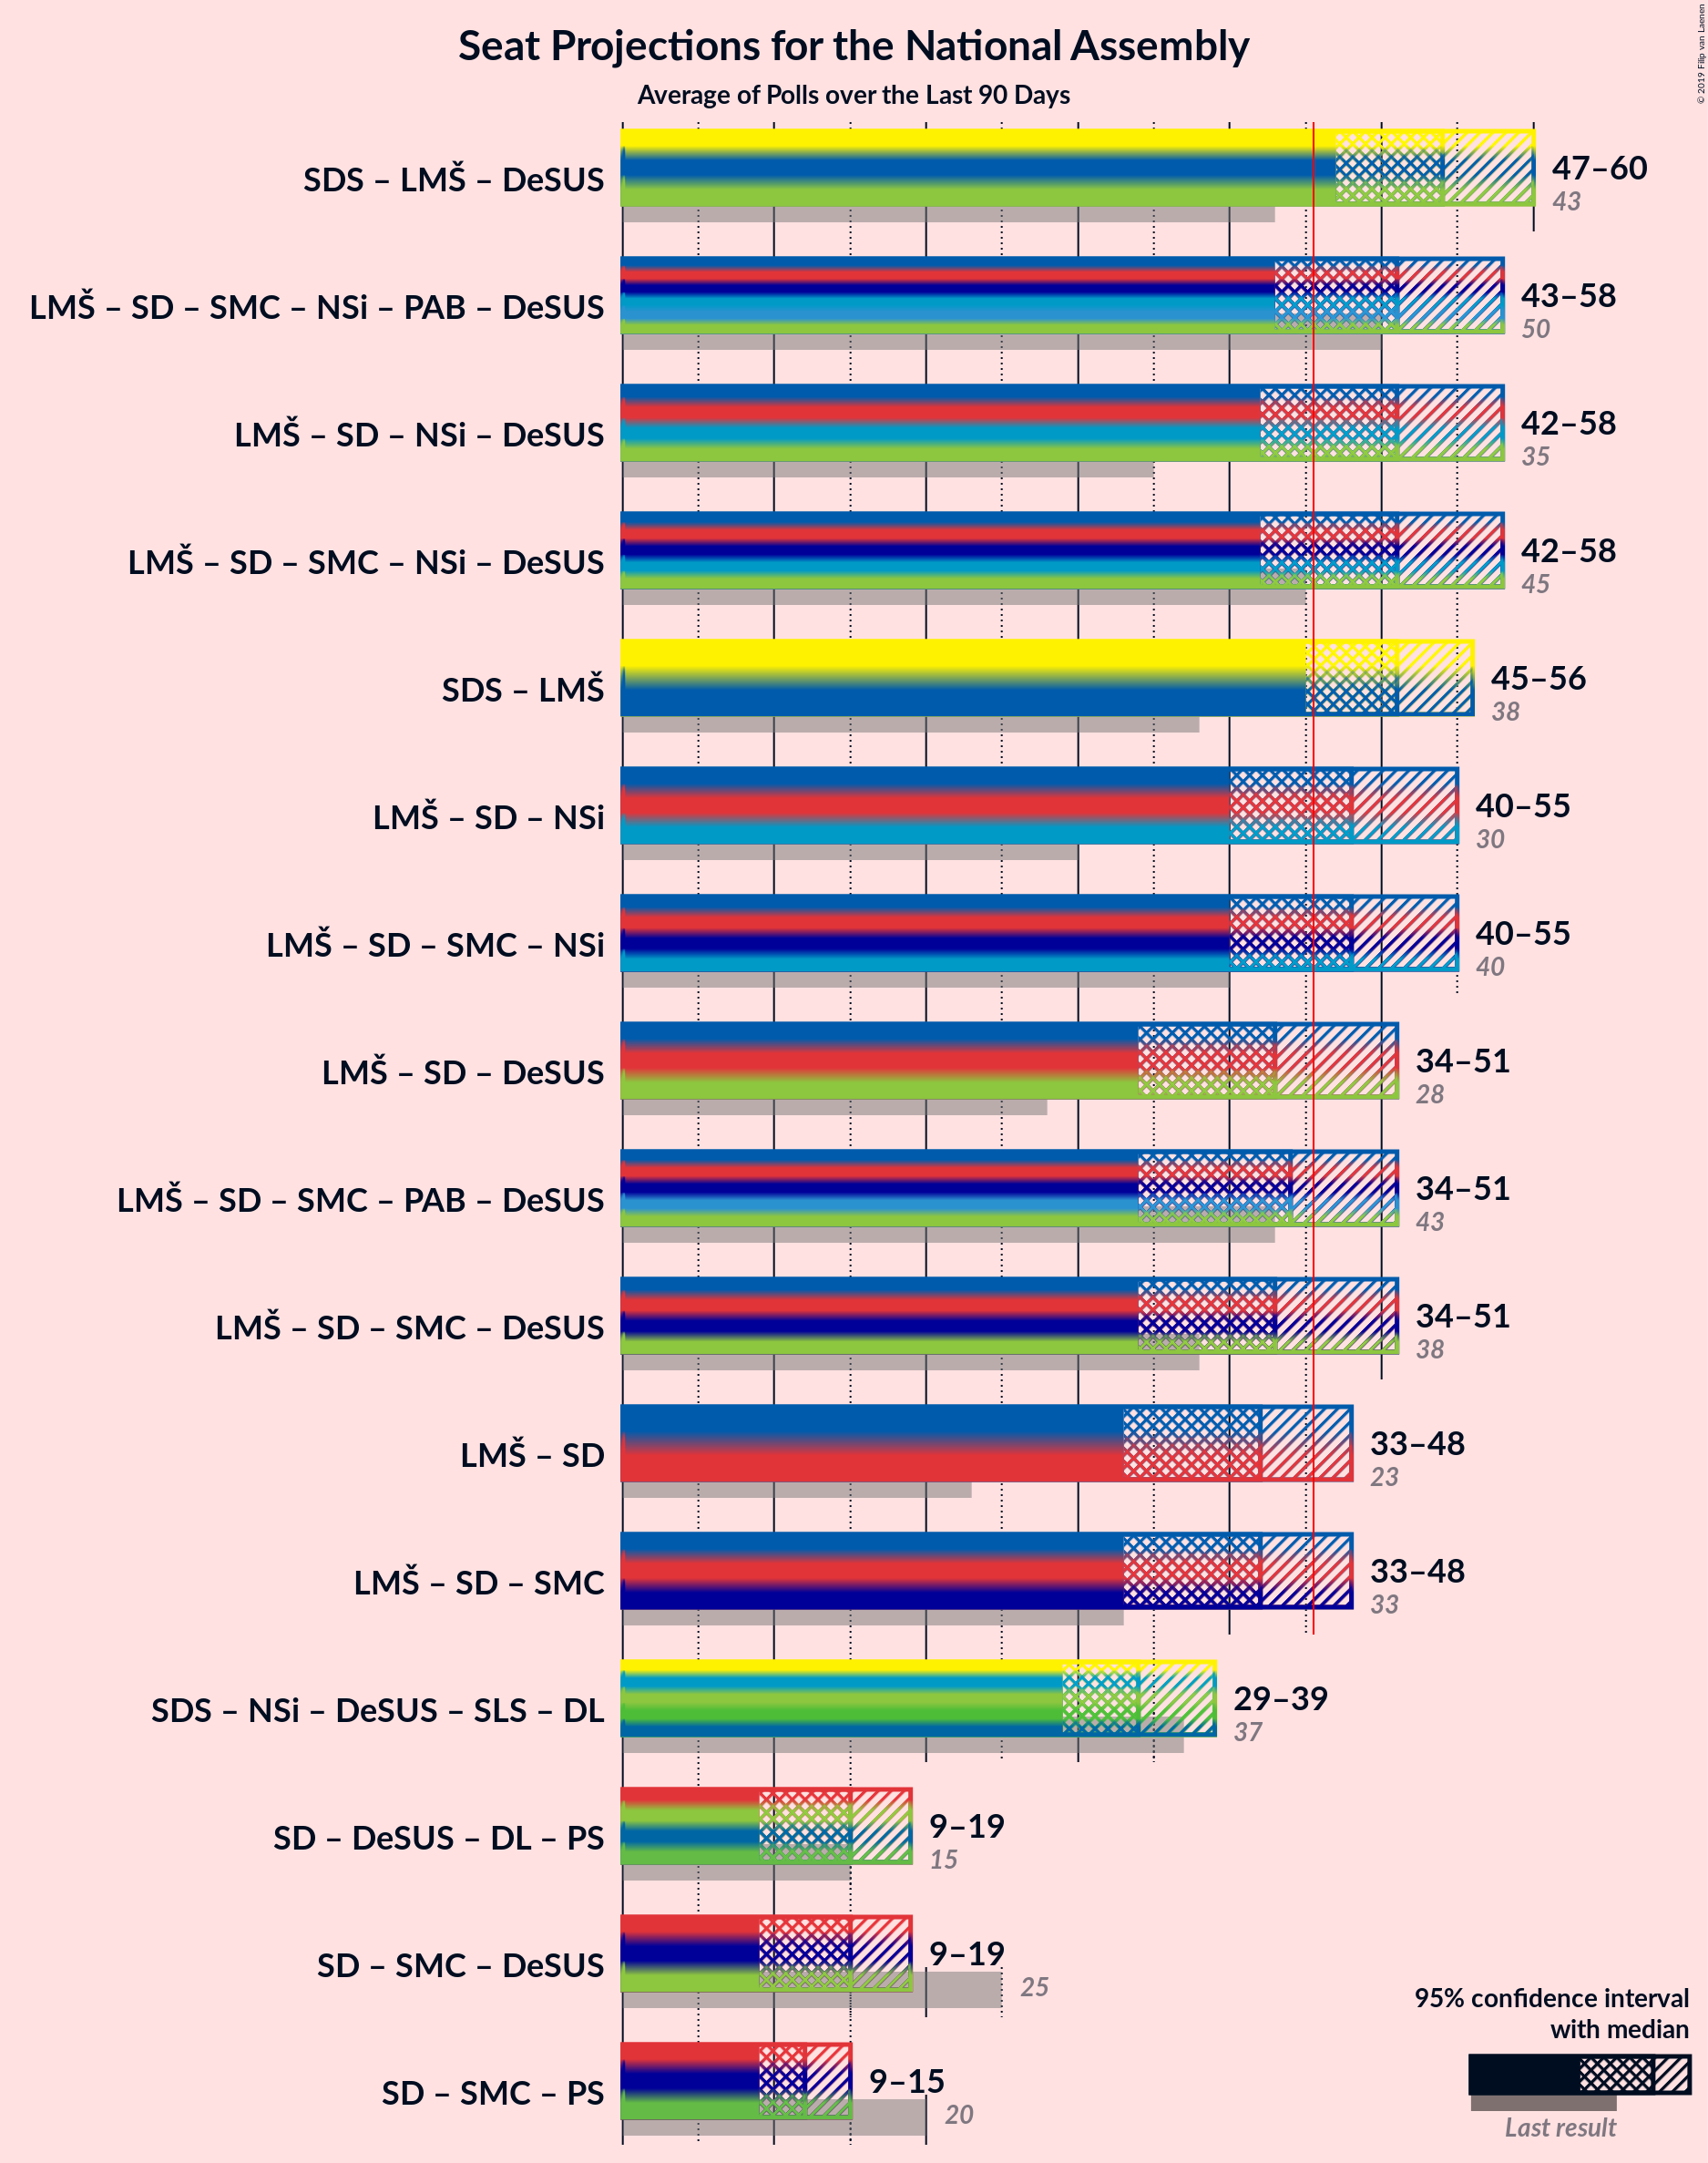 Seat Projections for the National Assembly
Average of Polls over the Last 90 Days
© 2019 Filip van Laenen
SDS – LMŠ – DeSUS
47–60
43
LMŠ – SD – SMC – NSi – PAB – DeSUS
43–58
50
LMŠ – SD – NSi – DeSUS
42–58
35
LMŠ – SD – SMC – NSi – DeSUS
42–58
45
SDS – LMŠ
45–56
38
LMŠ – SD – NSi
40–55
30
LMŠ – SD – SMC – NSi
40–55
40
LMŠ – SD – DeSUS
34–51
28
LMŠ – SD – SMC – PAB – DeSUS
34–51
43
LMŠ – SD – SMC – DeSUS
34–51
38
LMŠ – SD
33–48
23
LMŠ – SD – SMC
33–48
33
SDS – NSi – DeSUS – SLS – DL
29–39
37
SD – DeSUS – DL – PS
9–19
15
SD – SMC – DeSUS
9–19
25
SD – SMC – PS
9–15
20
95% confidence interval
with median
Last result